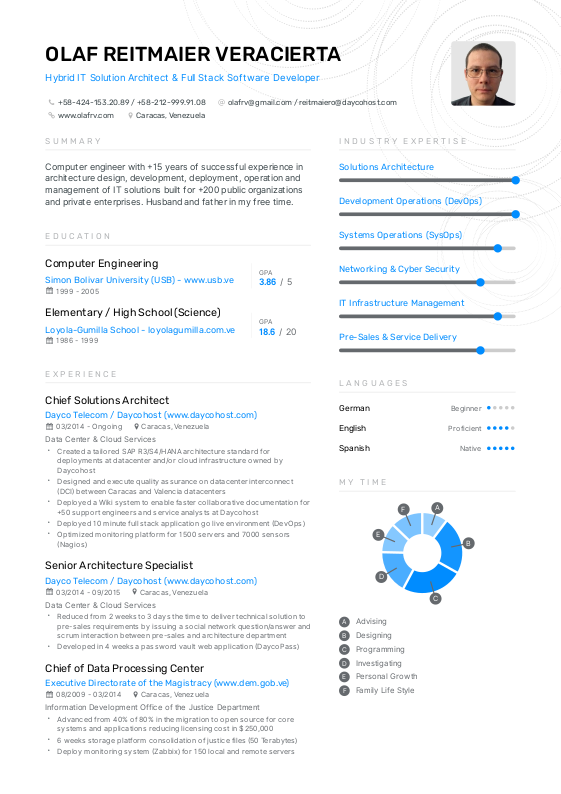 OLAF REITMAIER VERACIERTA
Hybrid IT Solution Architect & Full Stack Software Developer
+58-424-153.20.89 / +58-212-999.91.08 @ olafrv@gmail.com / reitmaiero@daycohost.com
www.olafrv.com Caracas, Venezuela
SUMMARY
Computer engineer with +15 years of successful experience in
architecture design, development, deployment, operation and
management of IT solutions built for +200 public organizations
and private enterprises. Husband and father in my free time.
EDUCATION
Computer Engineering
Simon Bolivar University (USB) - www.usb.ve
1999 - 2005
GPA
3.86 / 5
Elementary / High School (Science)
Loyola-Gumilla School - loyolagumilla.com.ve
1986 - 1999
GPA
18.6 / 20
EXPERIENCE
Chief Solutions Architect
Dayco Telecom / Daycohost (www.daycohost.com)
03/2014 - Ongoing Caracas, Venezuela
Data Center & Cloud Services
• Created a tailored SAP R3/S4/HANA architecture standard for
deployments at datacenter and/or cloud infrastructure owned by
Daycohost
• Designed and execute quality as surance on datacenter interconnect
(DCI) between Caracas and Valencia datacenters
• Deployed a Wiki system to enable faster collaborative documentation for
+50 support engineers and service analysts at Daycohost
• Deployed 10 minute full stack application go live environment (DevOps)
• Optimized monitoring platform for 1500 servers and 7000 sensors
(Nagios)
Senior Architecture Specialist
Dayco Telecom / Daycohost (www.daycohost.com)
03/2014 - 09/2015 Caracas, Venezuela
Data Center & Cloud Services
• Reduced from 2 weeks to 3 days the time to deliver technical solution to
pre-sales requirements by issuing a social network question/answer and
scrum interaction between pre-sales and architecture department
• Developed in 4 weeks a password vault web application (DaycoPass)
Chief of Data Processing Center
Executive Directorate of the Magistracy (www.dem.gob.ve)
08/2009 - 03/2014 Caracas, Venezuela
Information Development Office of the Justice Department
• Advanced from 40% of 80% in the migration to open source for core
systems and applications reducing licensing cost in $250,000
• 6 weeks storage platform consolidation of justice files (50 Terabytes)
• Deploy monitoring system (Zabbix) for 150 local and remote servers
INDUSTRY EXPERTISE
Solutions Architecture
Development Operations (DevOps)
Systems Operations (SysOps)
Networking & Cyber Security
IT Infrastructure Management
Pre-Sales & Service Delivery
LANGUAGES
German Beginner
English Proficient
Spanish Native
MY TIME
A
B
C
D
E
F
A Advising
B Designing
C Programming
D Investigating
E Personal Growth
F Family Life Style